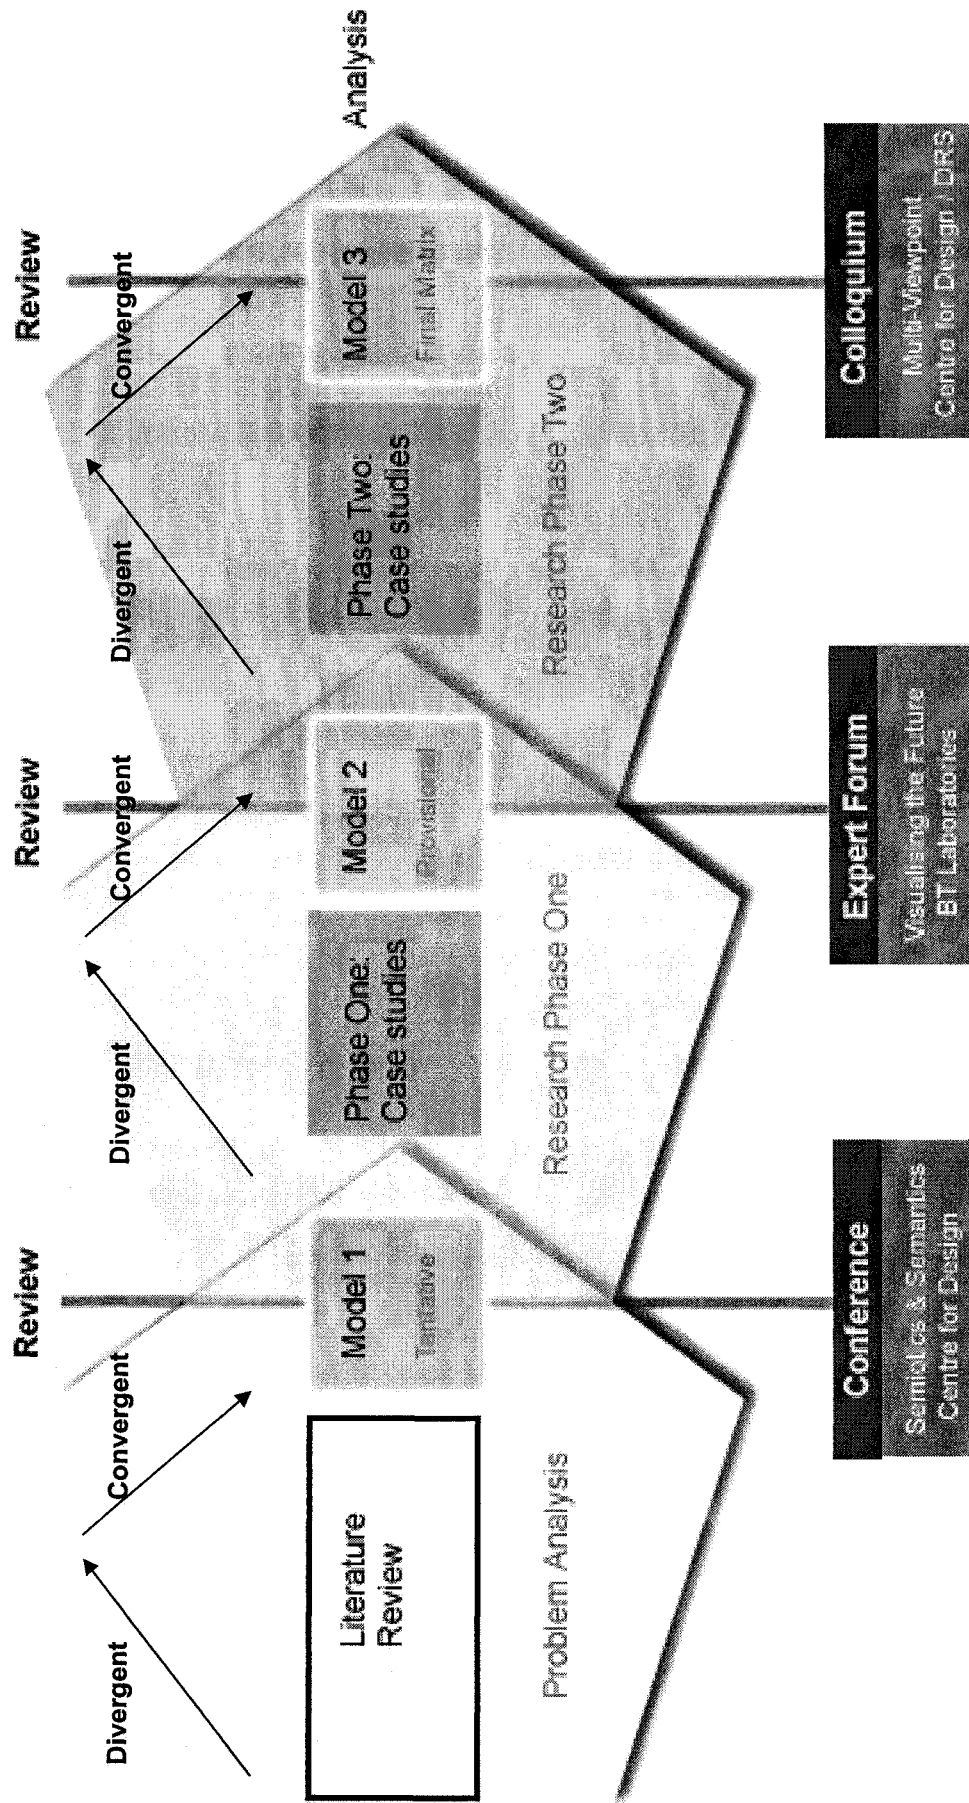 Review
Review
Review
Divergent
Convergent
Divergent
Convergent
Divergent
Convergent
Analysis
Literature
Review
Model 1
Tentative
Phase One:
Case studies
Model 2
Provisional
Phase Two:
Case studies
Model 3
Final Matrix
Problem Analysis
Research Phase One
Research Phase Two
Conference
Semiotics & Semantics
Centre for Design
Expert Forum
Visualising the Future
BT Laboratories
Colloquium
Multi-Viewpoint
Centre for Design / DRS